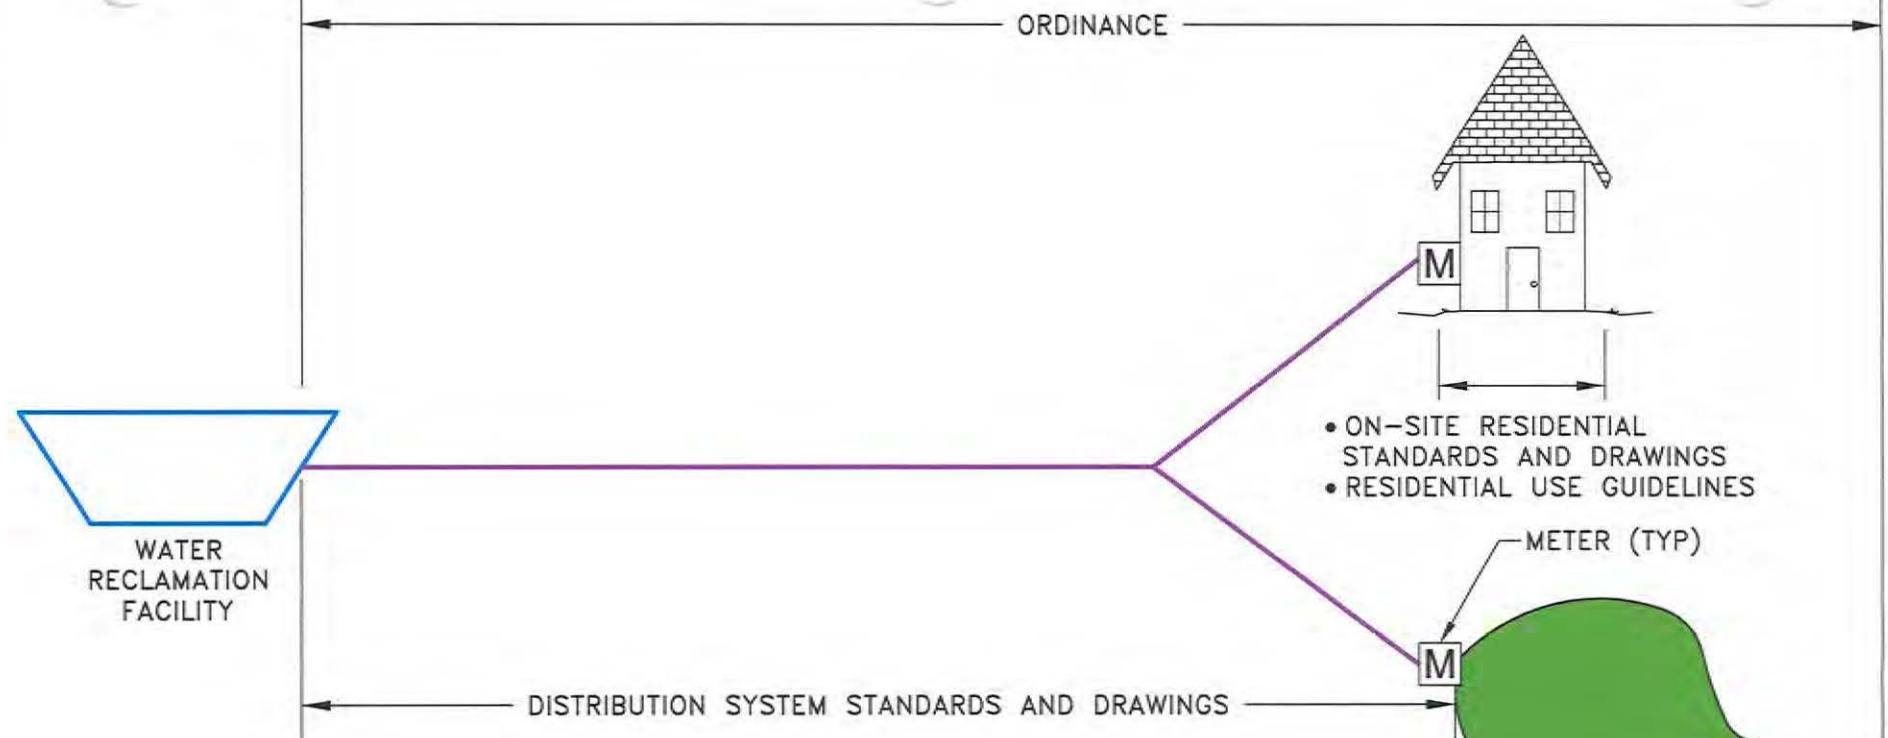 ORDINANCE
M
• ON-SITE RESIDENTIAL
STANDARDS AND DRAWINGS
• RESIDENTIAL USE GUIDELINES
WATER
RECLAMATION
FACILITY
METER (TYP)
M
DISTRIBUTION SYSTEM STANDARDS AND DRAWINGS